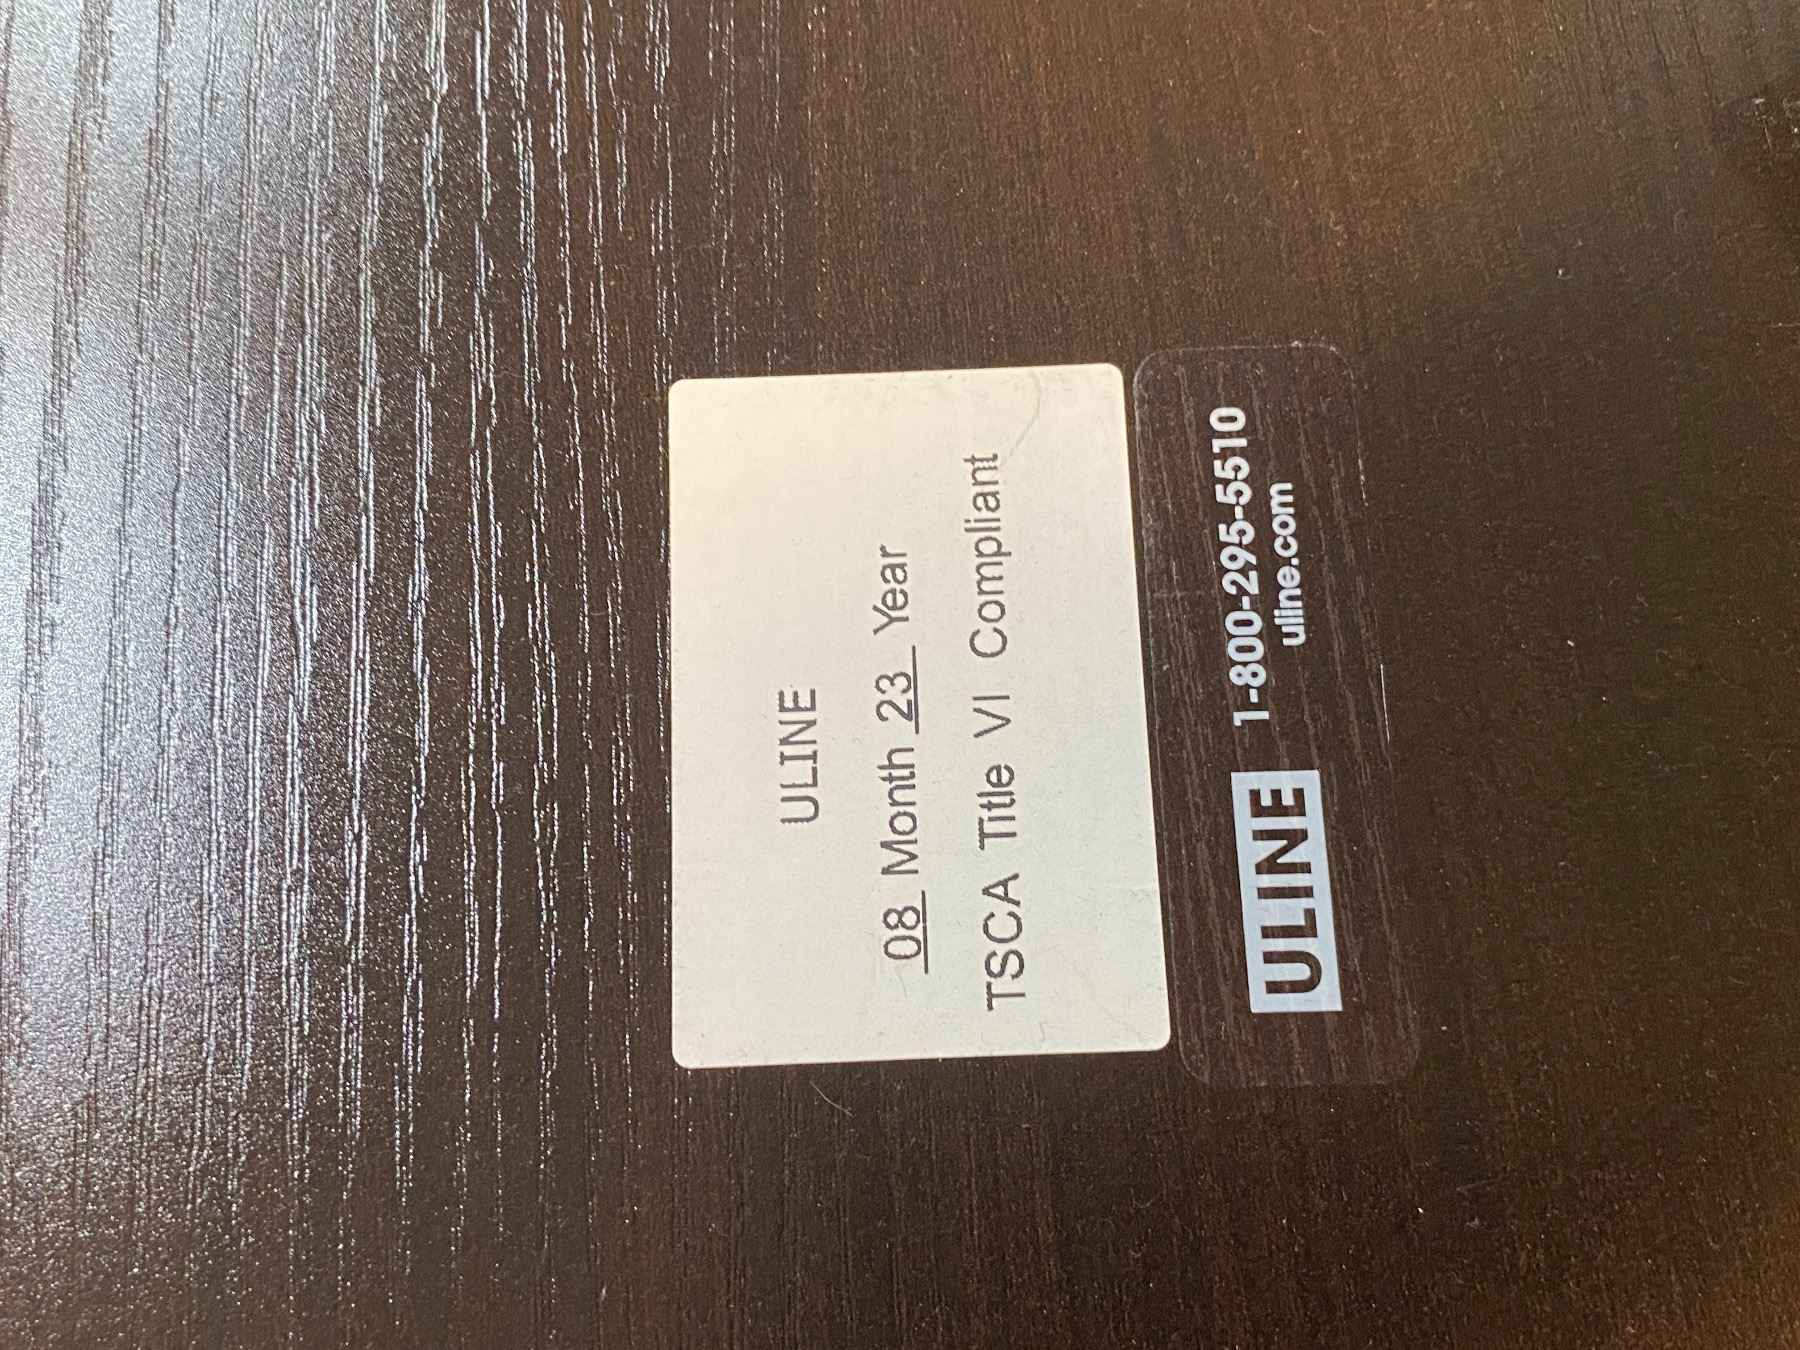 ULINE
08 Month 23 Year
TSCA Title VI Compliant
ULINE 1-800-295-5510
uline.com